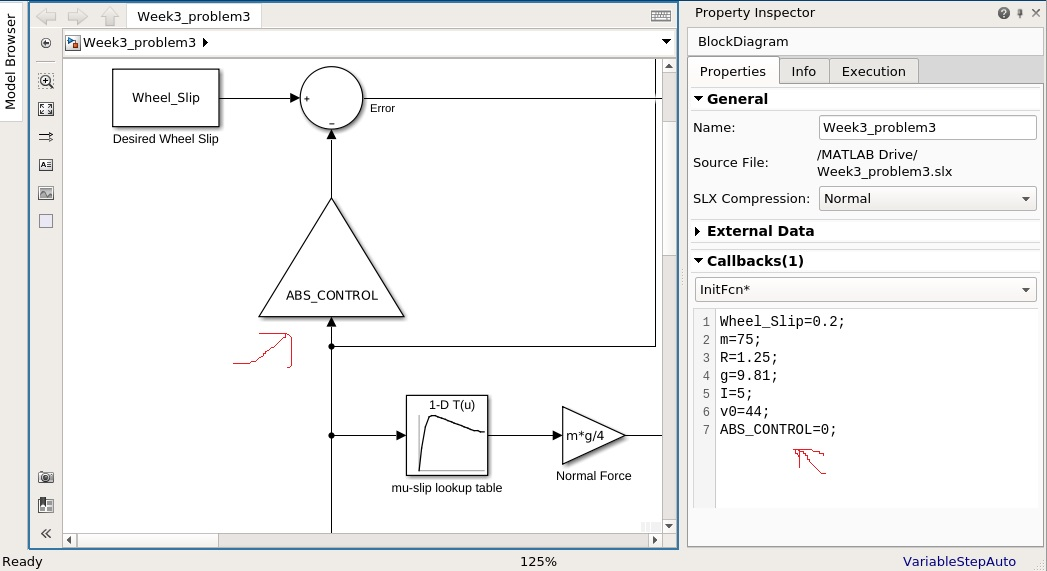 Model Browser
Week3_problem3
Week3_problem3
Wheel_Slip
Desired Wheel Slip
+
−
Error
ABS_CONTROL
1-D T(u)
mu-slip lookup table
m*g/4
Normal Force
Property Inspector
BlockDiagram
Properties
Info
Execution
General
Name:
Week3_problem3
Source File:
/MATLAB Drive/
Week3_problem3.slx
SLX Compression:
Normal
External Data
Callbacks(1)
InitFcn*
1 Wheel_Slip=0.2;
2 m=75;
3 R=1.25;
4 g=9.81;
5 I=5;
6 v0=44;
7 ABS_CONTROL=0;
Ready
125%
VariableStepAuto